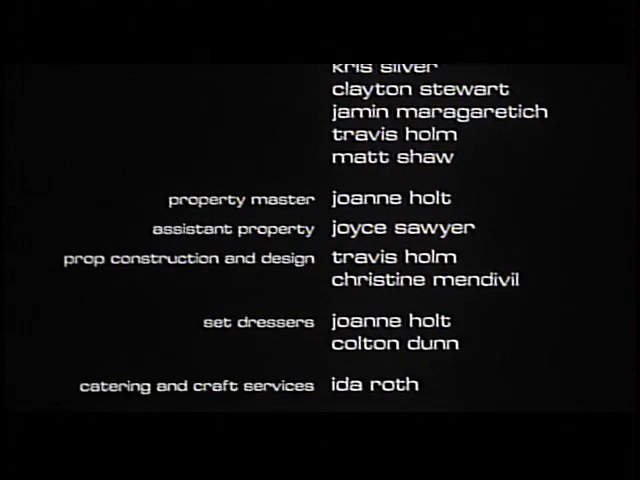 kris silver
clayton stewart
jamin maragaretich
travis holm
matt shaw
property master joanne holt
assistant property joyce sawyer
prop construction and design travis holm
christine mendivil
set dressers joanne holt
colton dunn
catering and craft services ida roth